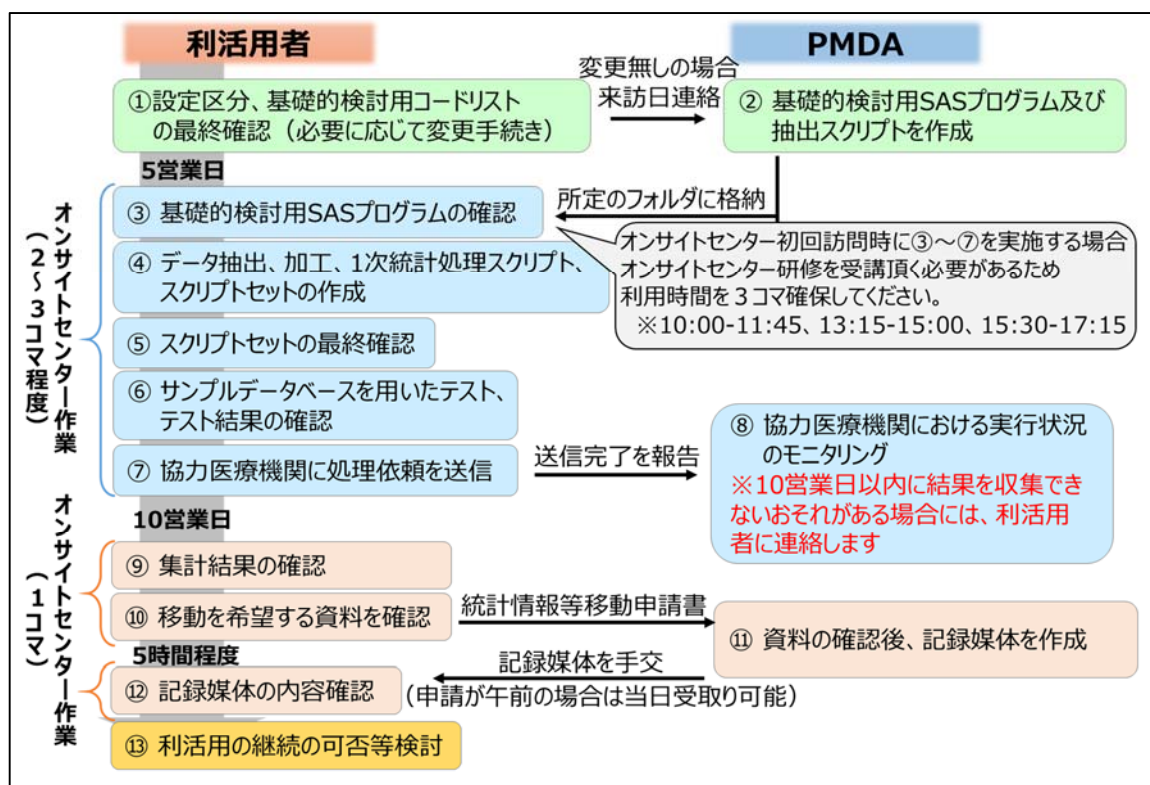 利活用者
PMDA
変更無しの場合
来訪日連絡
①設定区分、基礎的検討用コードリスト
の最終確認（必要に応じて変更手続き）
② 基礎的検討用SASプログラム及び
抽出スクリプトを作成
5営業日
所定のフォルダに格納
オンサイトセンター作業
（２～３コマ程度）
③ 基礎的検討用SASプログラムの確認
オンサイトセンター初回訪問時に③～⑦を実施する場合
オンサイトセンター研修を受講頂く必要があるため
利用時間を３コマ確保してください。
※10:00-11:45、13:15-15:00、15:30-17:15
④ データ抽出、加工、1次統計処理スクリプト、
スクリプトセットの作成
⑤ スクリプトセットの最終確認
⑥ サンプルデータベースを用いたテスト、
テスト結果の確認
⑦ 協力医療機関に処理依頼を送信
送信完了を報告
⑧ 協力医療機関における実行状況
のモニタリング
※10営業日以内に結果を収集でき
ないおそれがある場合には、利活用
者に連絡します
10営業日
オンサイトセンター作業
（１コマ）
⑨ 集計結果の確認
⑩ 移動を希望する資料を確認
統計情報等移動申請書
⑪ 資料の確認後、記録媒体を作成
5時間程度
記録媒体を手交
⑫ 記録媒体の内容確認
（申請が午前の場合は当日受取り可能）
⑬ 利活用の継続の可否等検討